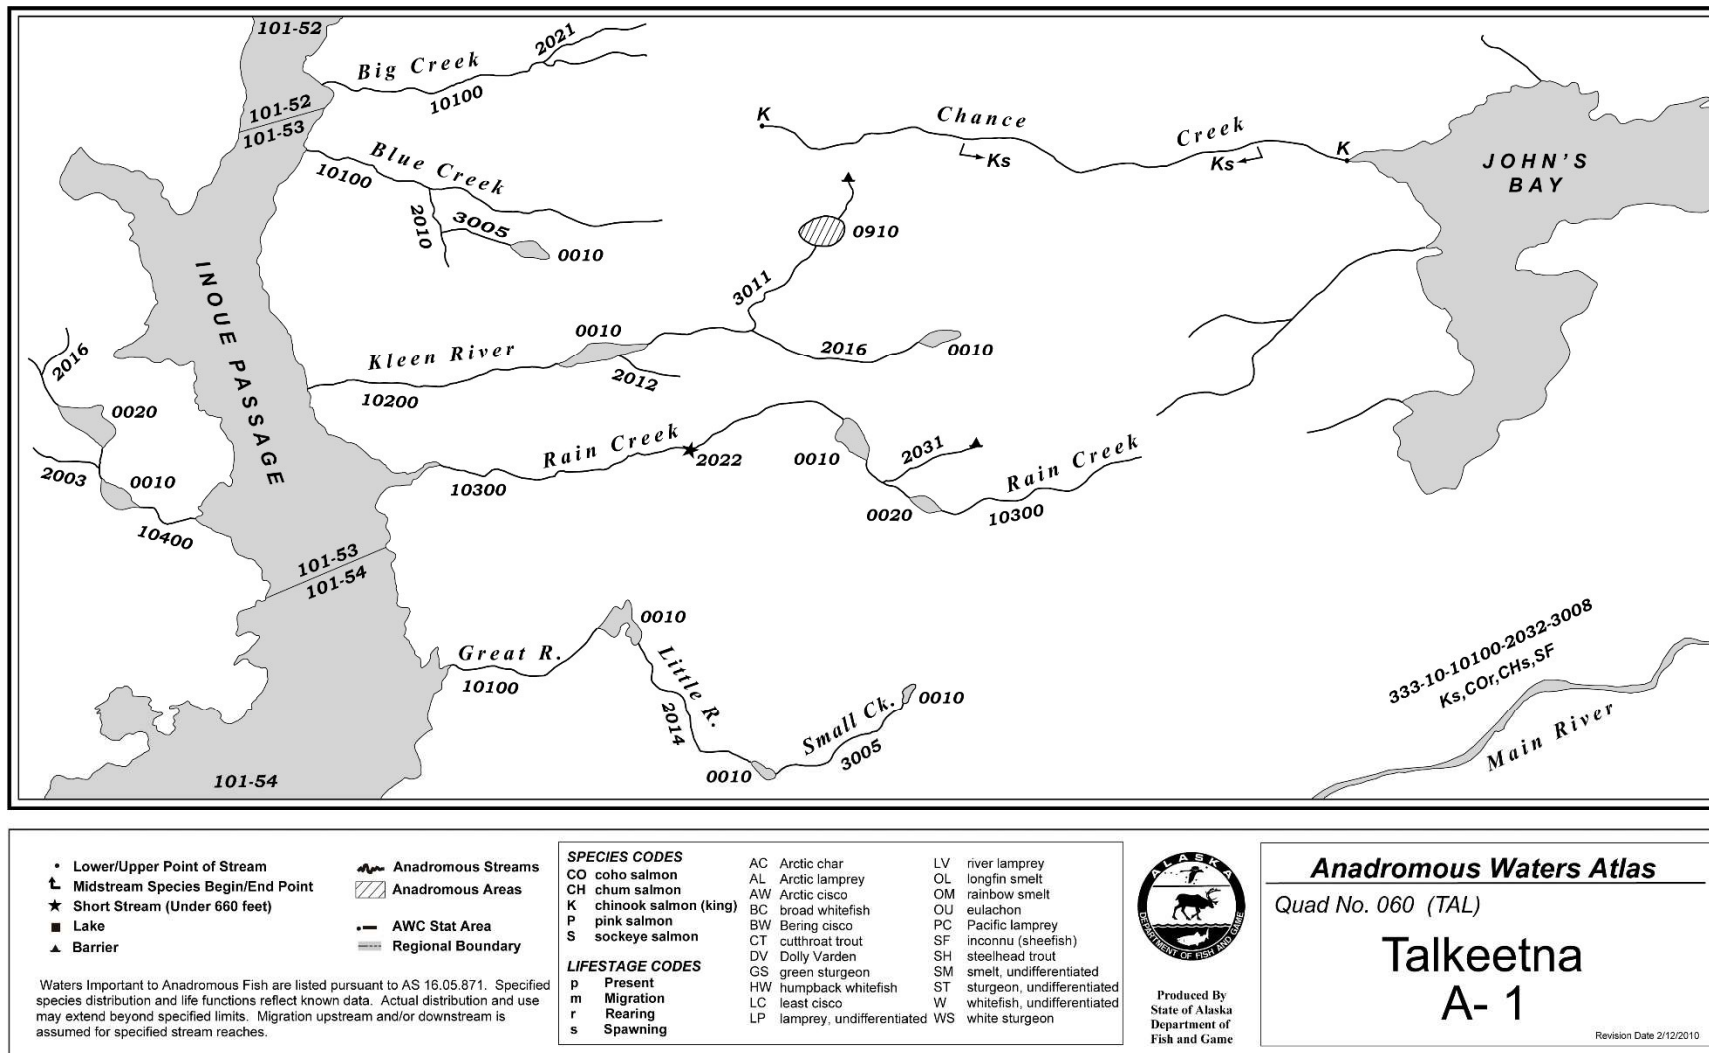 101-52
Big Creek
2021
10100
101-52
101-53
Blue Creek
10100
2010
3005
0010
K
Chance Creek
K
Ks
Ks
JOHN'S
BAY
0910
3011
INOUE PASSAGE
Kleen River
0010
10200
2012
2016
0010
2016
0020
2003
0010
10400
Rain Creek
10300
2022
0010
2031
0020
Rain Creek
10300
101-53
101-54
Great R.
10100
0010
Little R.
2014
0010
Small Ck.
3005
0010
101-54
333-10-10100-2032-3008
Ks,COr,CHs,SF
Main River
Lower/Upper Point of Stream
Midstream Species Begin/End Point
Short Stream (Under 660 feet)
Lake
Barrier
Anadromous Streams
Anadromous Areas
AWC Stat Area
Regional Boundary
Waters Important to Anadromous Fish are listed pursuant to AS 16.05.871. Specified
species distribution and life functions reflect known data. Actual distribution and use
may extend beyond specified limits. Migration upstream and/or downstream is
assumed for specified stream reaches.
SPECIES CODES
CO coho salmon
CH chum salmon
K chinook salmon (king)
P pink salmon
S sockeye salmon
LIFESTAGE CODES
p Present
m Migration
r Rearing
s Spawning
AC Arctic char
AL Arctic lamprey
AW Arctic cisco
BC broad whitefish
BW Bering cisco
CT cutthroat trout
DV Dolly Varden
GS green sturgeon
HW humpback whitefish
LC least cisco
LP lamprey, undifferentiated
LV river lamprey
OL longfin smelt
OM rainbow smelt
OU eulachon
PC Pacific lamprey
SF inconnu (sheefish)
SH steelhead trout
SM smelt, undifferentiated
ST sturgeon, undifferentiated
W whitefish, undifferentiated
WS white sturgeon
ALASKA
DEPARTMENT OF FISH AND GAME
Produced By
State of Alaska
Department of
Fish and Game
Anadromous Waters Atlas
Quad No. 060 (TAL)
Talkeetna
A- 1
Revision Date 2/12/2010